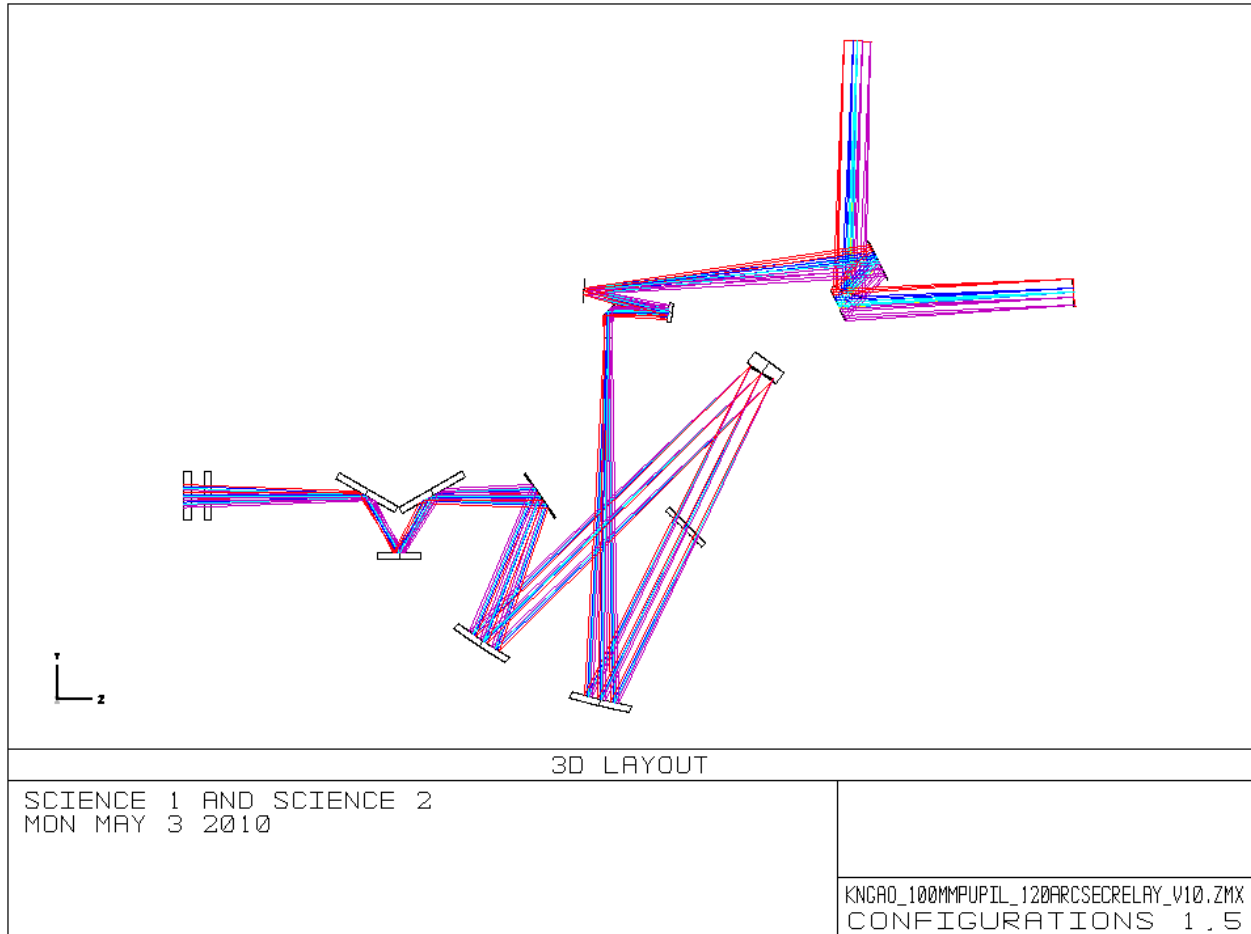 Y
Z
3D LAYOUT
SCIENCE 1 AND SCIENCE 2
MON MAY 3 2010
KNGAO_100MMPUPIL_120ARCSECRELAY_V10.ZMX
CONFIGURATIONS 1,5